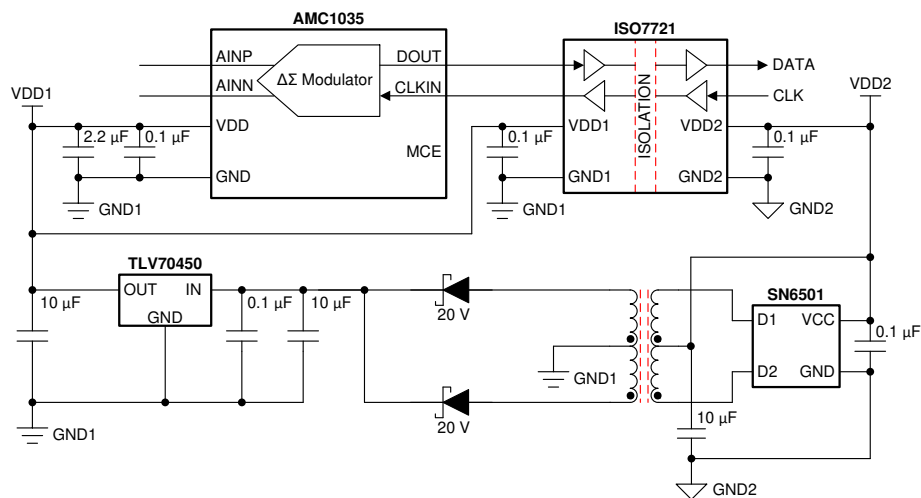 AMC1035
ISO7721
AINP
DOUT
DATA
ΔΣ Modulator
AINN
CLKIN
CLK
ISOLATION
VDD1
VDD2
2.2 µF
0.1 µF
VDD
MCE
GND
0.1 µF
VDD1
VDD2
0.1 µF
GND1
GND2
GND1
GND1
GND2
TLV70450
10 µF
OUT
IN
GND
0.1 µF
10 µF
20 V
SN6501
D1
VCC
0.1 µF
D2
GND
GND1
20 V
10 µF
GND1
GND2